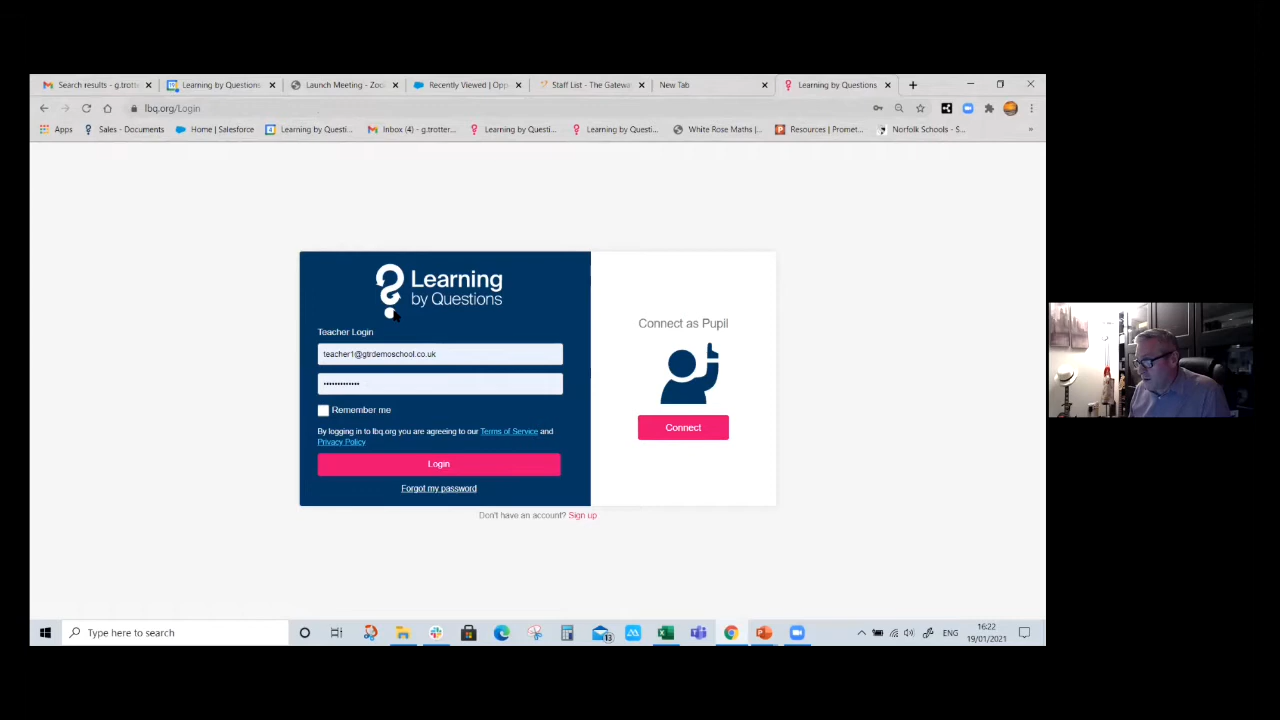 Search results - g.trott
Learning by Questions
Launch Meeting - Zoo
Recently Viewed | Opp
Staff List - The Gatewa
New Tab
Learning by Questions
lbq.org/Login
Apps
Sales - Documents
Home | Salesforce
Learning by Questi...
Inbox (4) - g.trotter...
Learning by Questi...
Learning by Questi...
White Rose Maths |...
Resources | Promet...
Norfolk Schools - S...
»
Learning
by Questions
Teacher Login
teacher1@gtrdemoschool.co.uk
•••••••••••••
Remember me
By logging in to lbq.org you are agreeing to our Terms of Service and
Privacy Policy
Login
Forgot my password
Connect as Pupil
Connect
Don't have an account? Sign up
Type here to search
13
ENG
16:22
19/01/2021